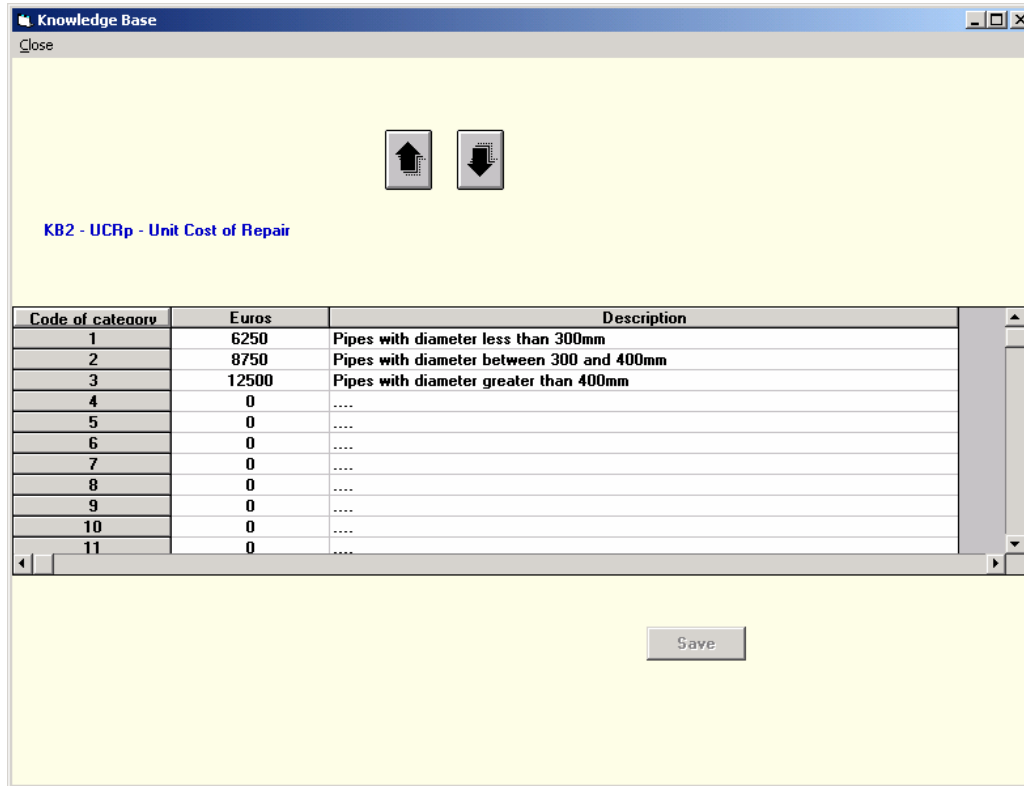 Knowledge Base
Close
KB2 - UCRp - Unit Cost of Repair
Code of category Euros Description
1 6250 Pipes with diameter less than 300mm
2 8750 Pipes with diameter between 300 and 400mm
3 12500 Pipes with diameter greater than 400mm
4 0 ....
5 0 ....
6 0 ....
7 0 ....
8 0 ....
9 0 ....
10 0 ....
11 0 ....
Save